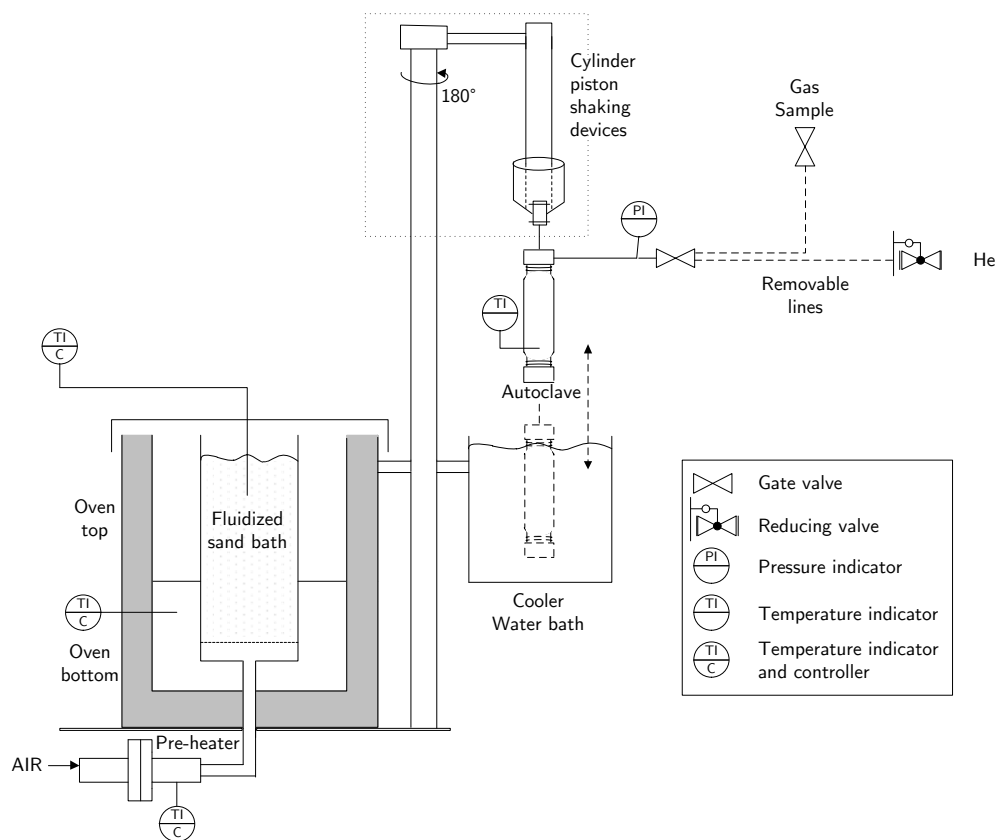 180°
Cylinder
piston
shaking
devices
Gas
Sample
PI
He
Removable
lines
TI
TI
C
Autoclave
Oven
top
Fluidized
sand bath
TI
C
Oven
bottom
Cooler
Water bath
Pre-heater
AIR
TI
C
Gate valve
Reducing valve
PI
Pressure indicator
TI
Temperature indicator
TI
C
Temperature indicator
and controller